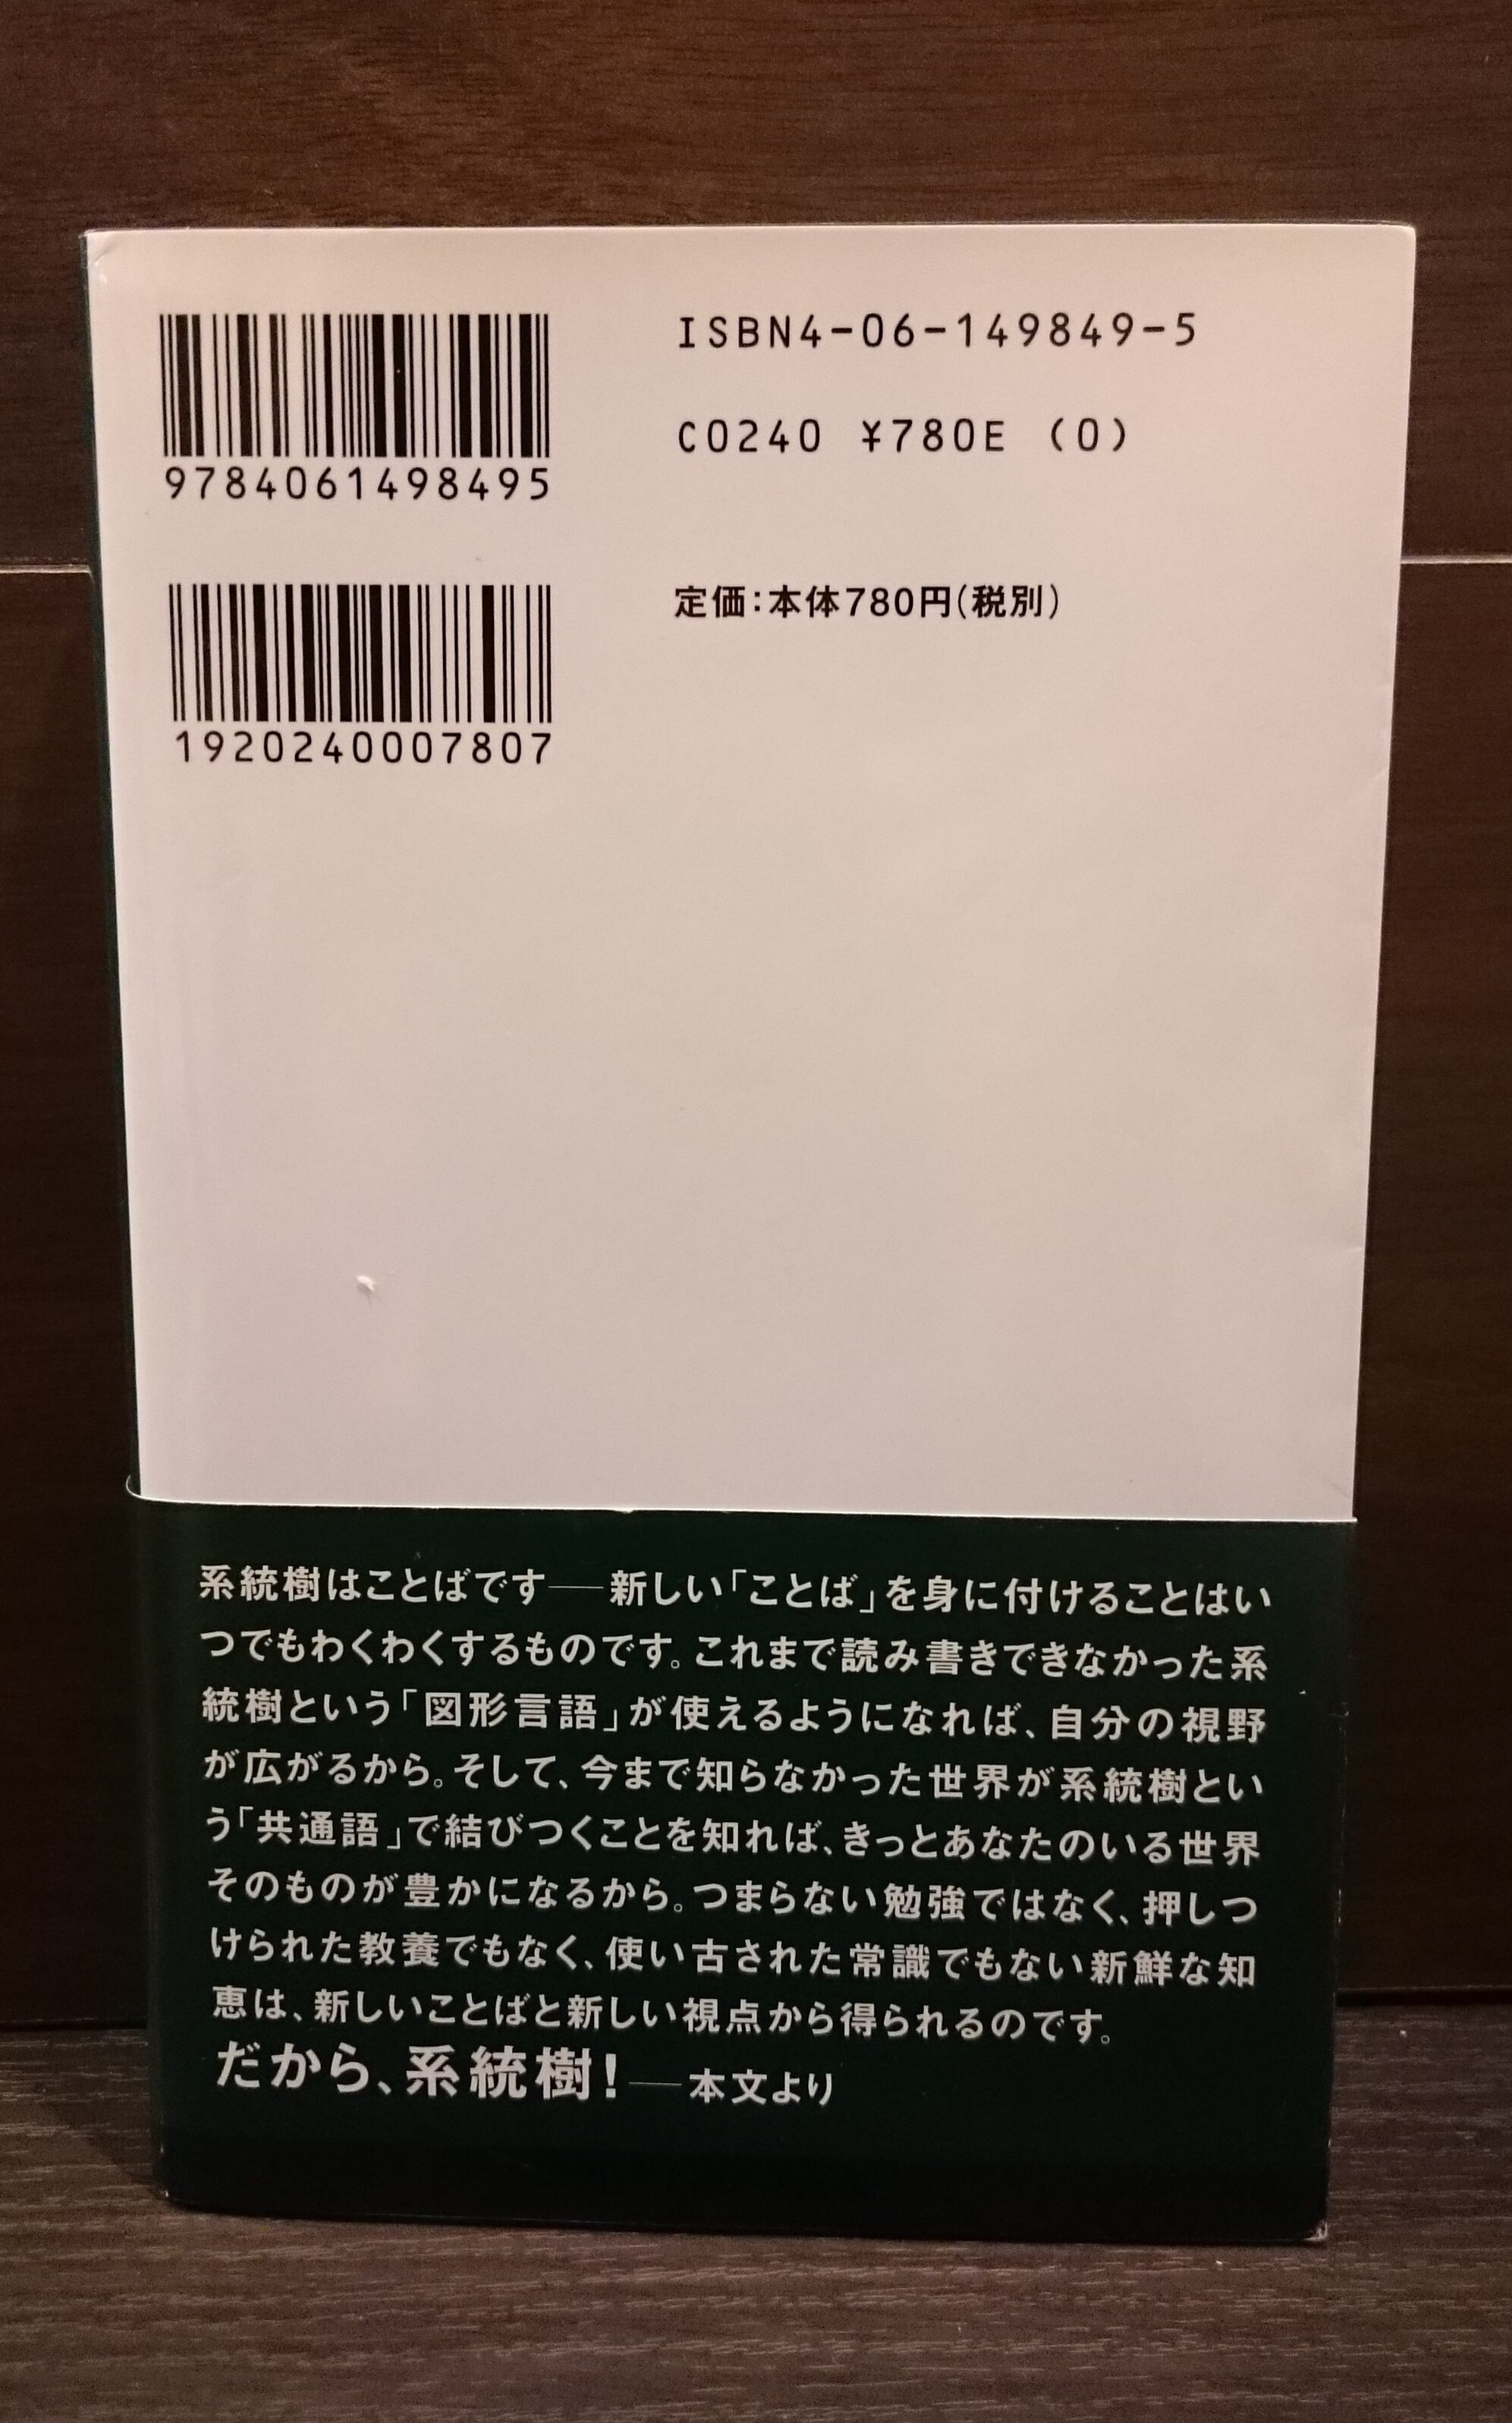 ISBN4-06-149849-5
C0240 ¥780E (0)
9784061498495
定価:本体780円(税別)
1920240007807
系統樹はことばです——新しい「ことば」を身に付けることはい
つでもわくわくするものです。これまで読み書きできなかった系
統樹という「図形言語」が使えるようになれば、自分の視野
が広がるから。そして、今まで知らなかった世界が系統樹とい
う「共通語」で結びつくことを知れば、きっとあなたのいる世界
そのものが豊かになるから。つまらない勉強ではなく、押しつ
けられた教養でもなく、使い古された常識でもない新鮮な知
恵は、新しいことばと新しい視点から得られるのです。
だから、系統樹!——本文より